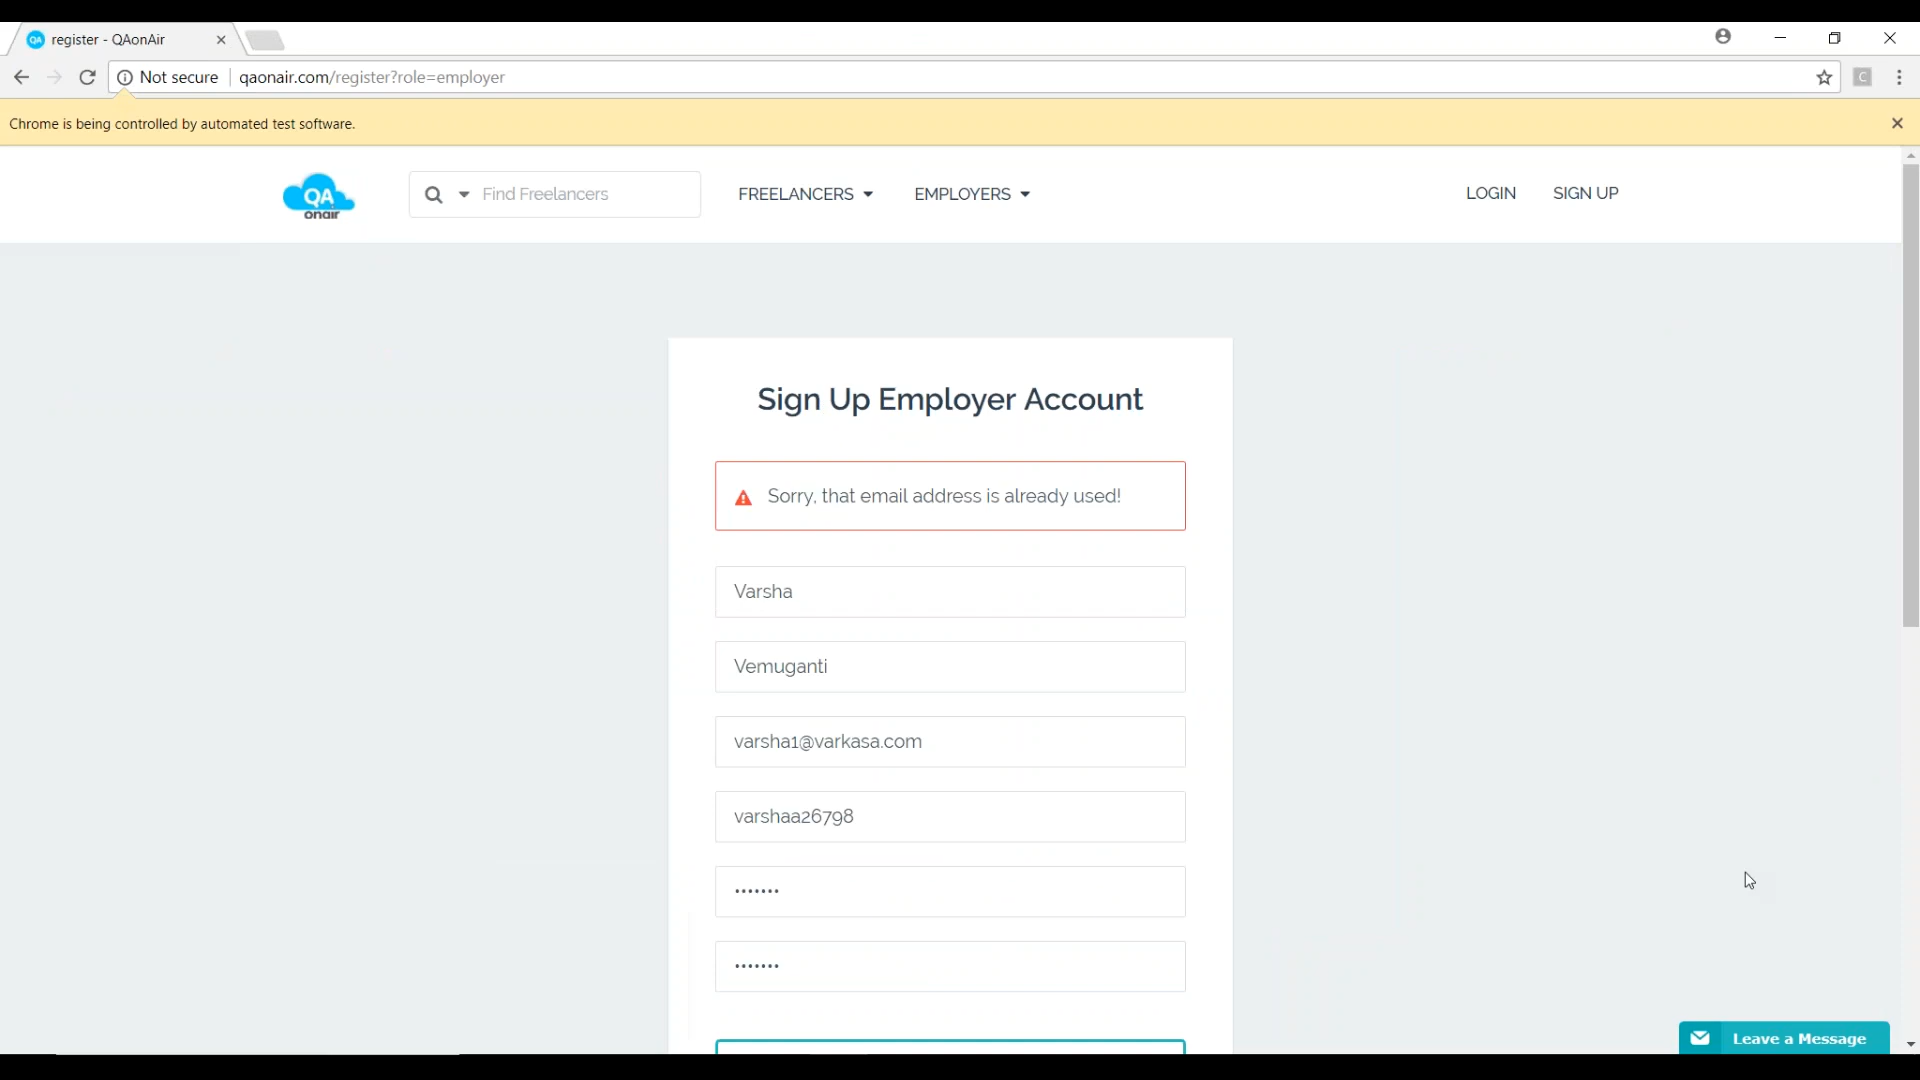 register - QAonAir
Not secure qaonair.com/register?role=employer
C
Chrome is being controlled by automated test software.
QA
onair
Find Freelancers
FREELANCERS
EMPLOYERS
LOGIN
SIGN UP
Sign Up Employer Account
Sorry, that email address is already used!
Varsha
Vemuganti
varsha1@varkasa.com
varshaa26798
•••••••
•••••••
Leave a Message